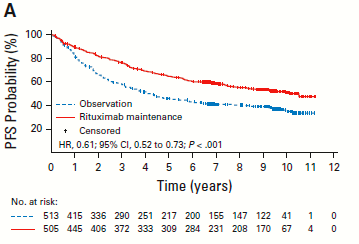 A
PFS Probability (%)
100
80
60
40
20
Observation
Rituximab maintenance
Censored
HR, 0.61; 95% CI, 0.52 to 0.73; P < .001
0 1 2 3 4 5 6 7 8 9 10 11 12
Time (years)
No. at risk:
513 415 336 290 251 217 200 155 147 122 41 1 0
505 445 406 372 333 309 284 231 208 170 67 4 0